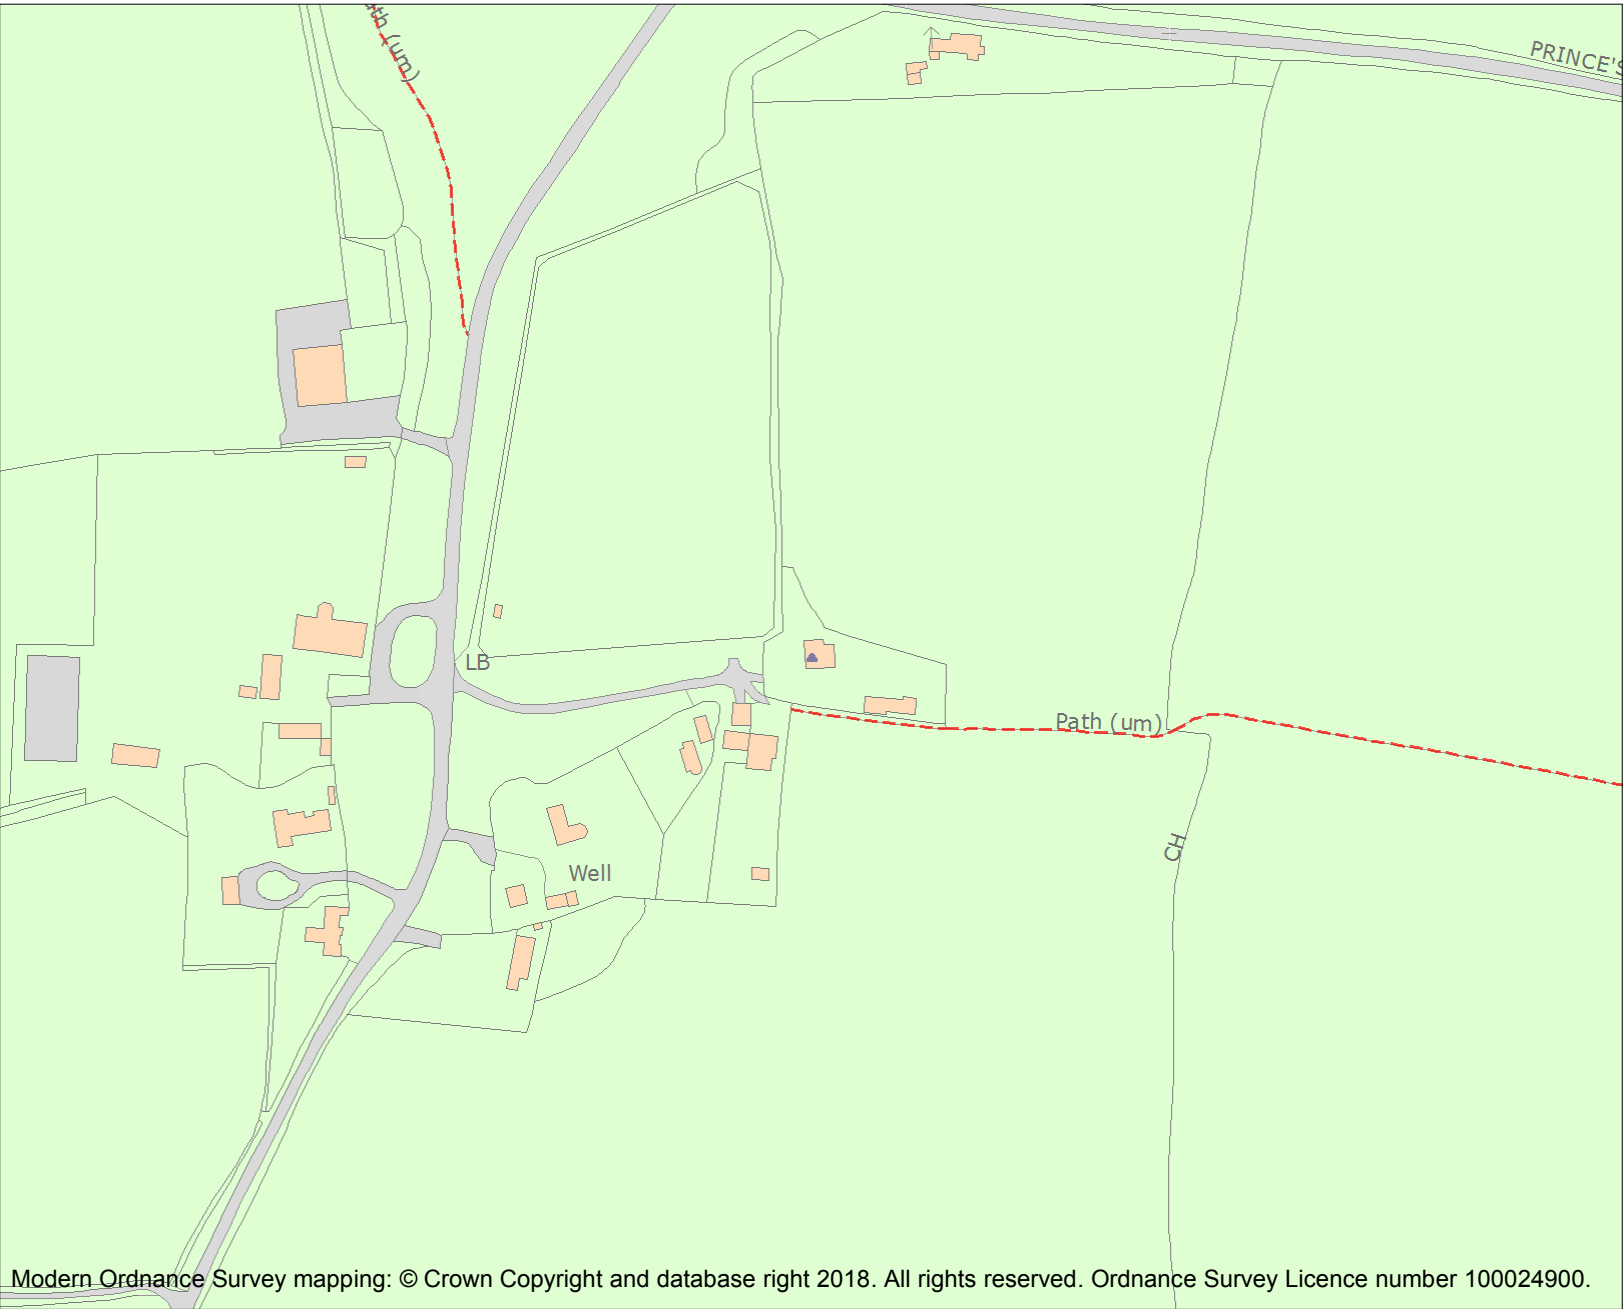 (um)
PRINCE'S
LB
Path (um)
CH
Well
Modern Ordnance Survey mapping: © Crown Copyright and database right 2018. All rights reserved. Ordnance Survey Licence number 100024900.